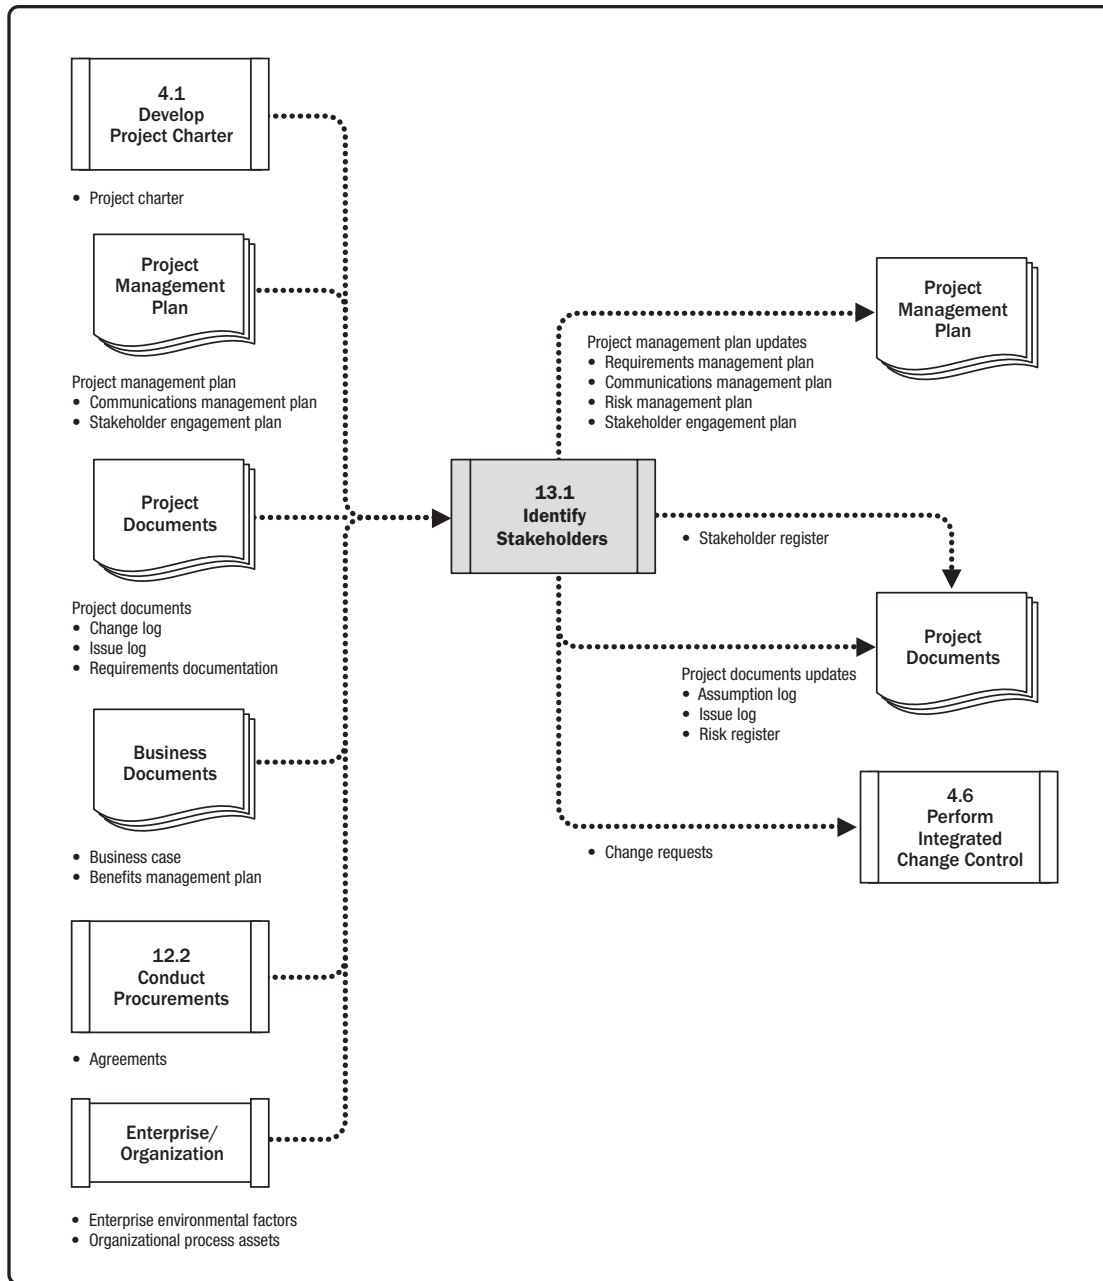 4.1
Develop
Project Charter
• Project charter
Project
Management
Plan
Project management plan
• Communications management plan
• Stakeholder engagement plan
Project
Documents
Project documents
• Change log
• Issue log
• Requirements documentation
Business
Documents
• Business case
• Benefits management plan
12.2
Conduct
Procurements
• Agreements
Enterprise/
Organization
• Enterprise environmental factors
• Organizational process assets
13.1
Identify
Stakeholders
Project management plan updates
• Requirements management plan
• Communications management plan
• Risk management plan
• Stakeholder engagement plan
Project
Management
Plan
• Stakeholder register
Project
Documents
Project documents updates
• Assumption log
• Issue log
• Risk register
• Change requests
4.6
Perform
Integrated
Change Control